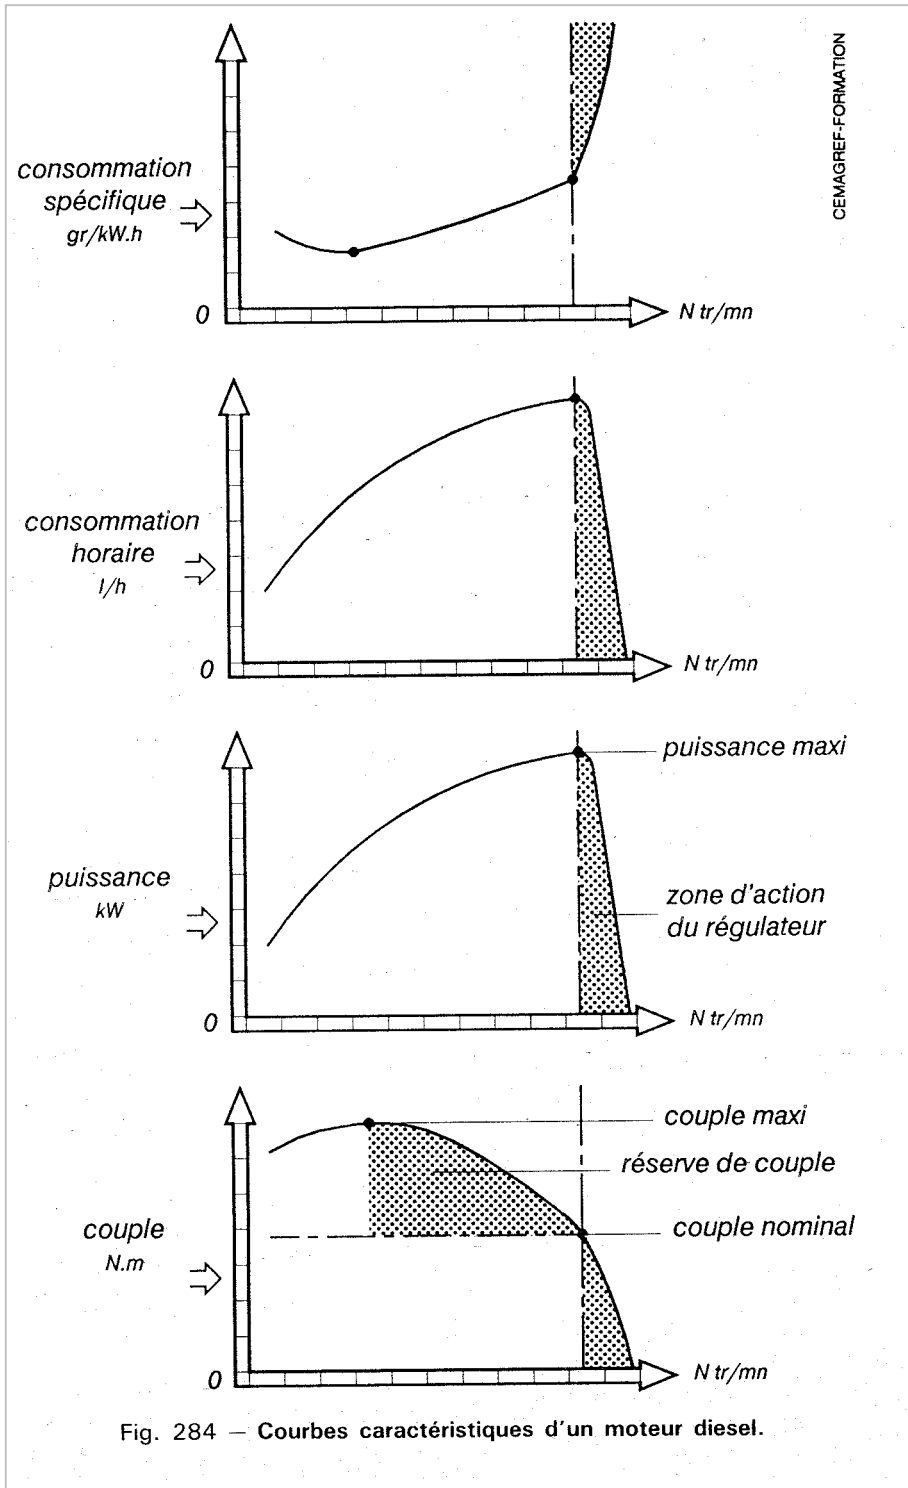 CEMAGREF-FORMATION
consommation
spécifique
gr/kW.h
0
N tr/mn
consommation
horaire
l/h
0
N tr/mn
puissance maxi
puissance
kW
zone d'action
du régulateur
0
N tr/mn
couple maxi
réserve de couple
couple
N.m
couple nominal
0
N tr/mn
Fig. 284 — Courbes caractéristiques d'un moteur diesel.